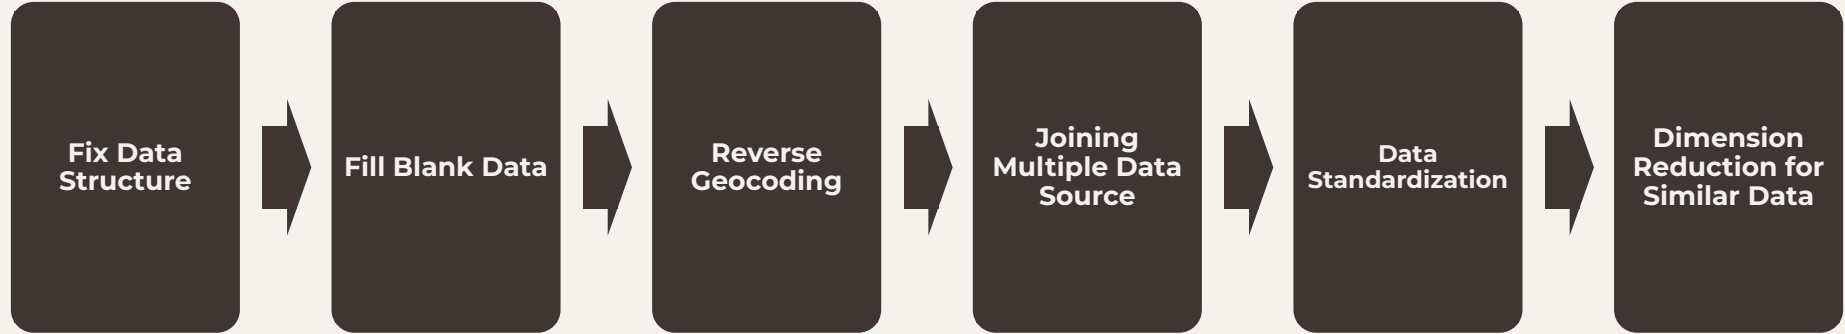 Fix Data
Structure
Fill Blank Data
Reverse
Geocoding
Joining
Multiple Data
Source
Data
Standardization
Dimension
Reduction for
Similar Data